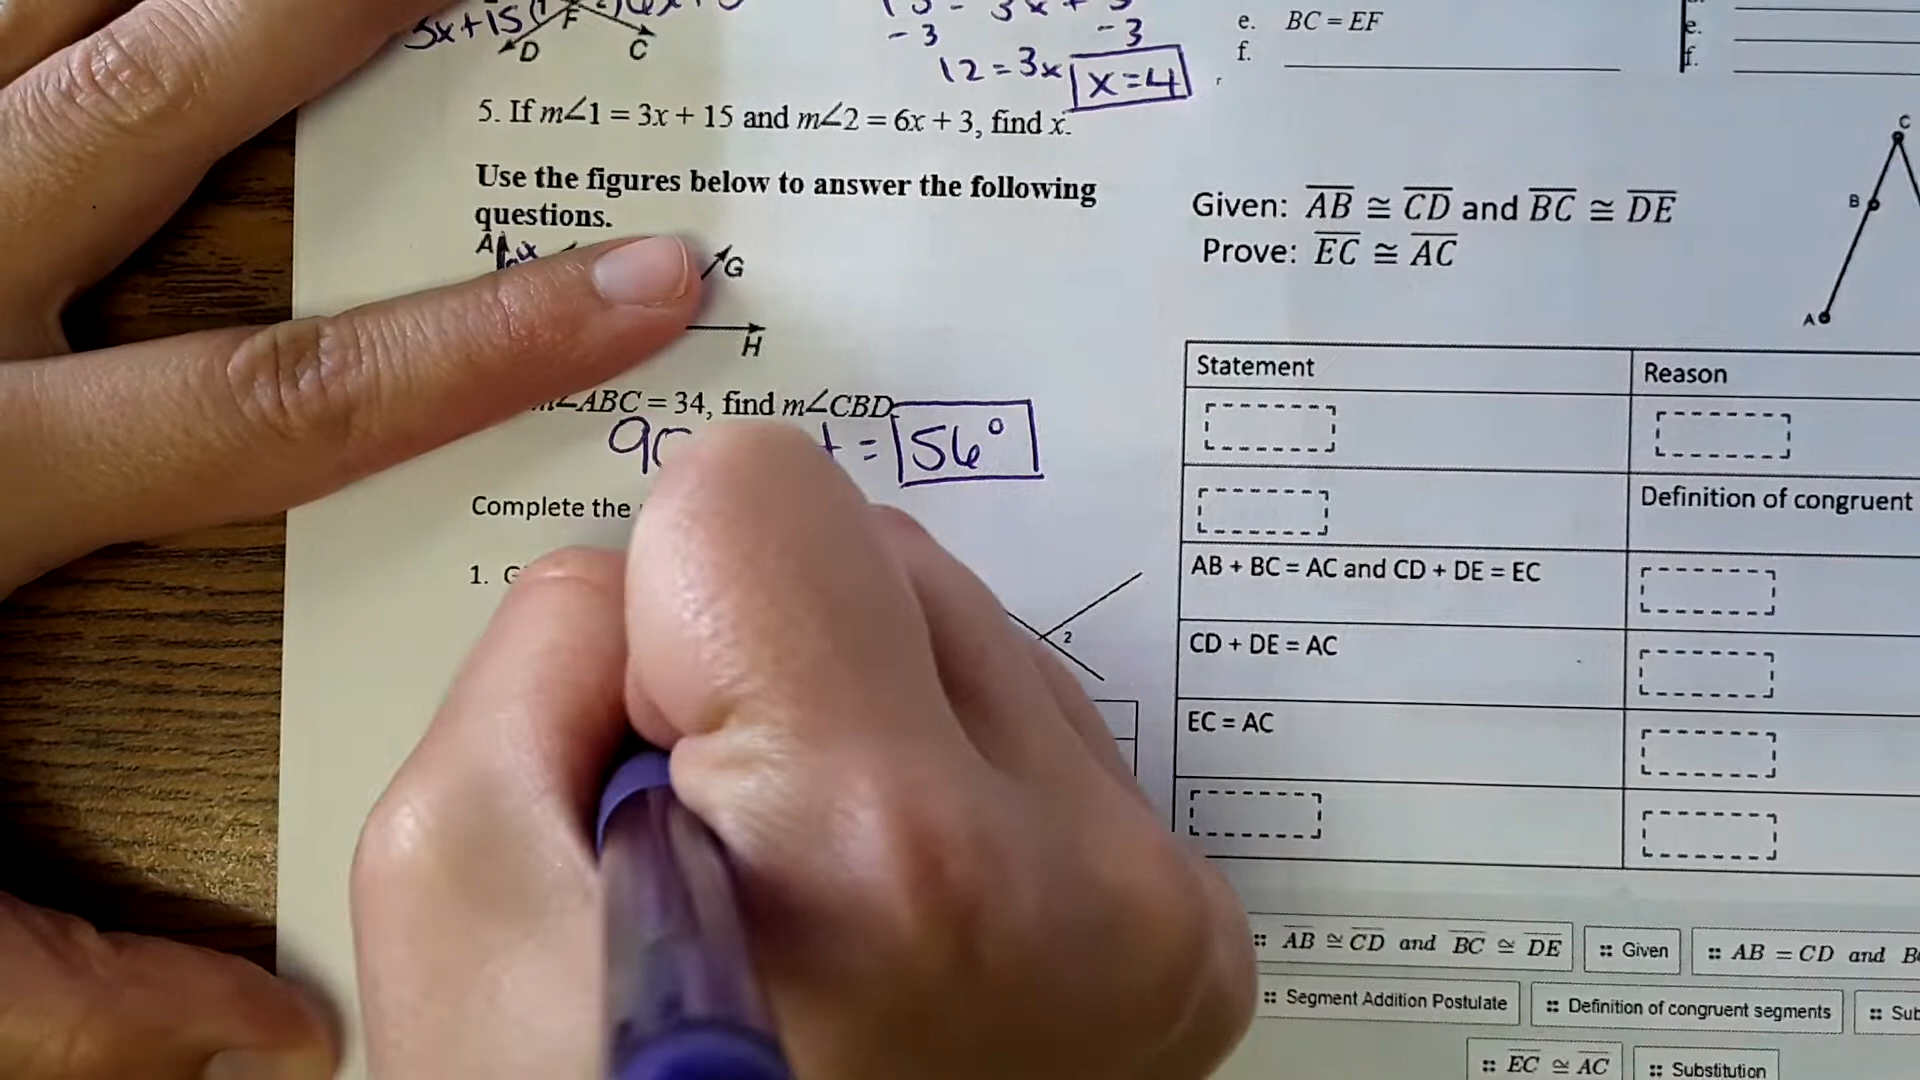 3x+15
D
F
C
-3 -3
12=3x x=4
5. If m∠1 = 3x + 15 and m∠2 = 6x + 3, find x.
Use the figures below to answer the following
questions.
A x
G
H
m∠ABC = 34, find m∠CBD.
= 56°
Complete the
1.
2
e. BC = EF
f.
e.
f.
Given: AB ≅ CD and BC ≅ DE
Prove: EC ≅ AC
C
B
A
Statement Reason
Definition of congruent
AB + BC = AC and CD + DE = EC
CD + DE = AC
EC = AC
:: AB ≅ CD and BC ≅ DE :: Given :: AB = CD and
:: Segment Addition Postulate :: Definition of congruent segments ::
:: EC ≅ AC :: Substitution